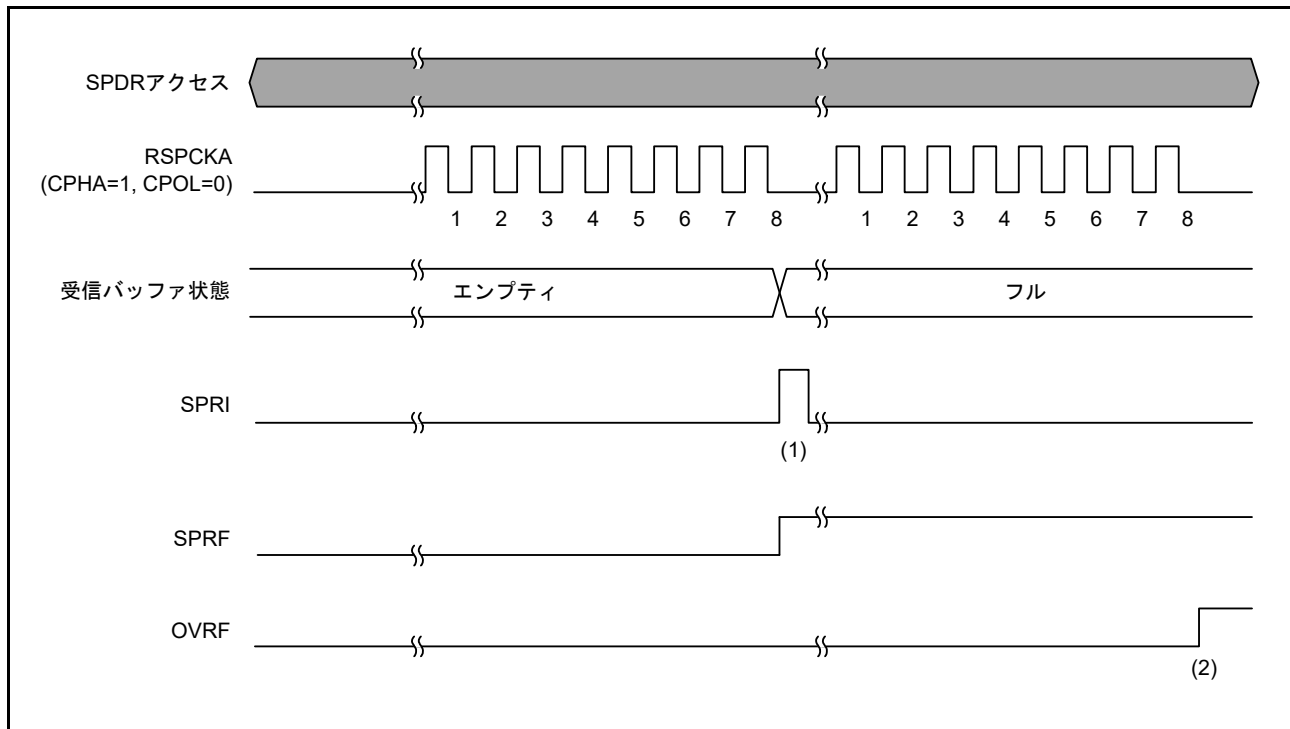 SPDRアクセス
RSPCKA
(CPHA=1, CPOL=0)
1 2 3 4 5 6 7 8 1 2 3 4 5 6 7 8
受信バッファ状態 エンプティ フル
SPRI
(1)
SPRF
OVRF
(2)